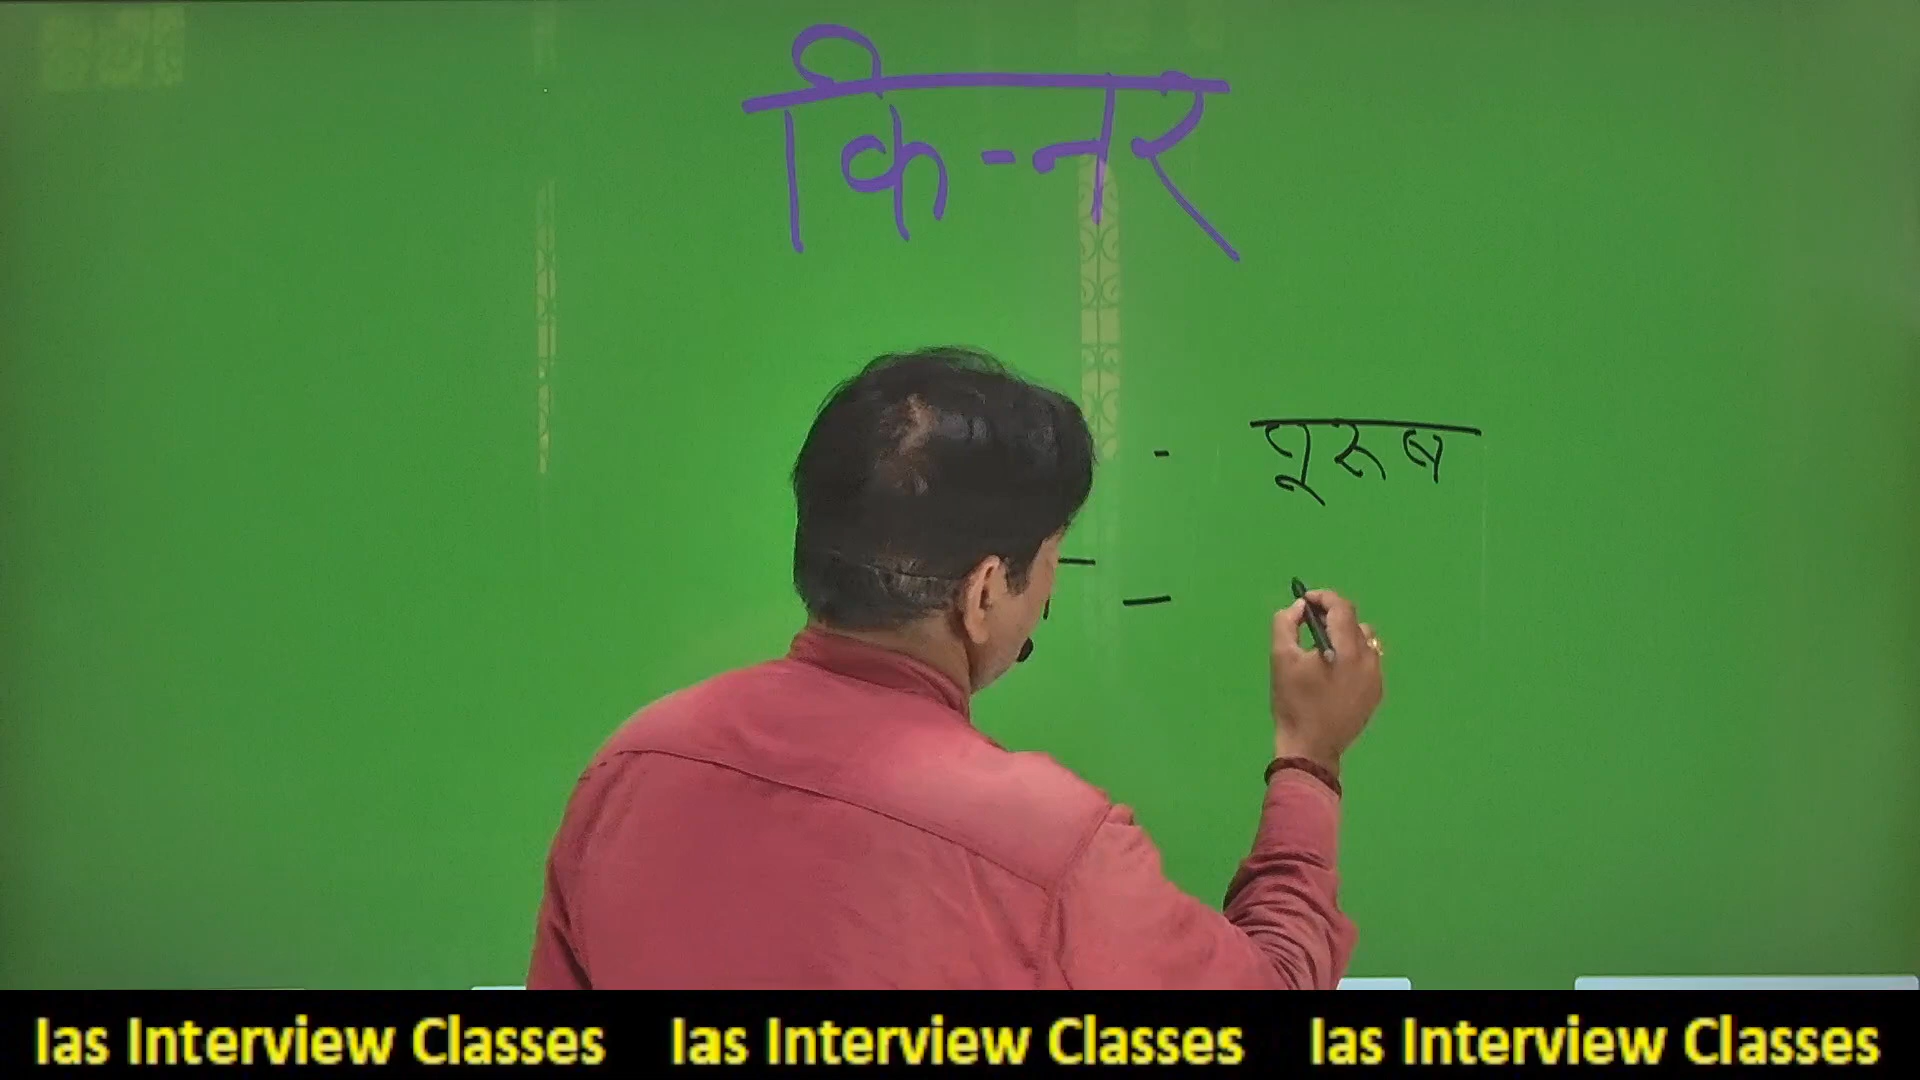 कि-नर
- पुरूष
-
Ias Interview Classes Ias Interview Classes Ias Interview Classes